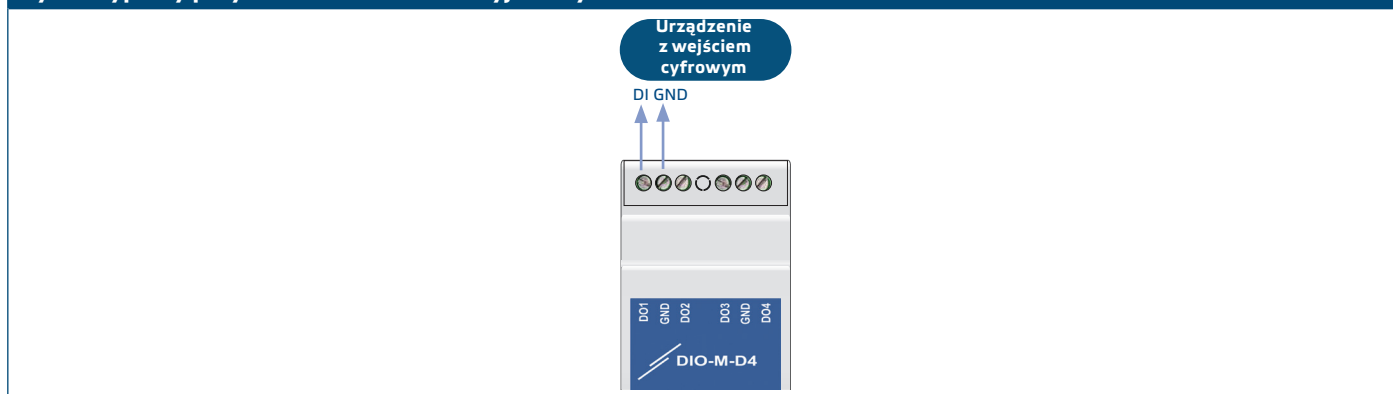 Urządzenie
z wejściem
cyfrowym
DI GND
DO1 GND DO2 DO3 GND DO4
DIO-M-D4